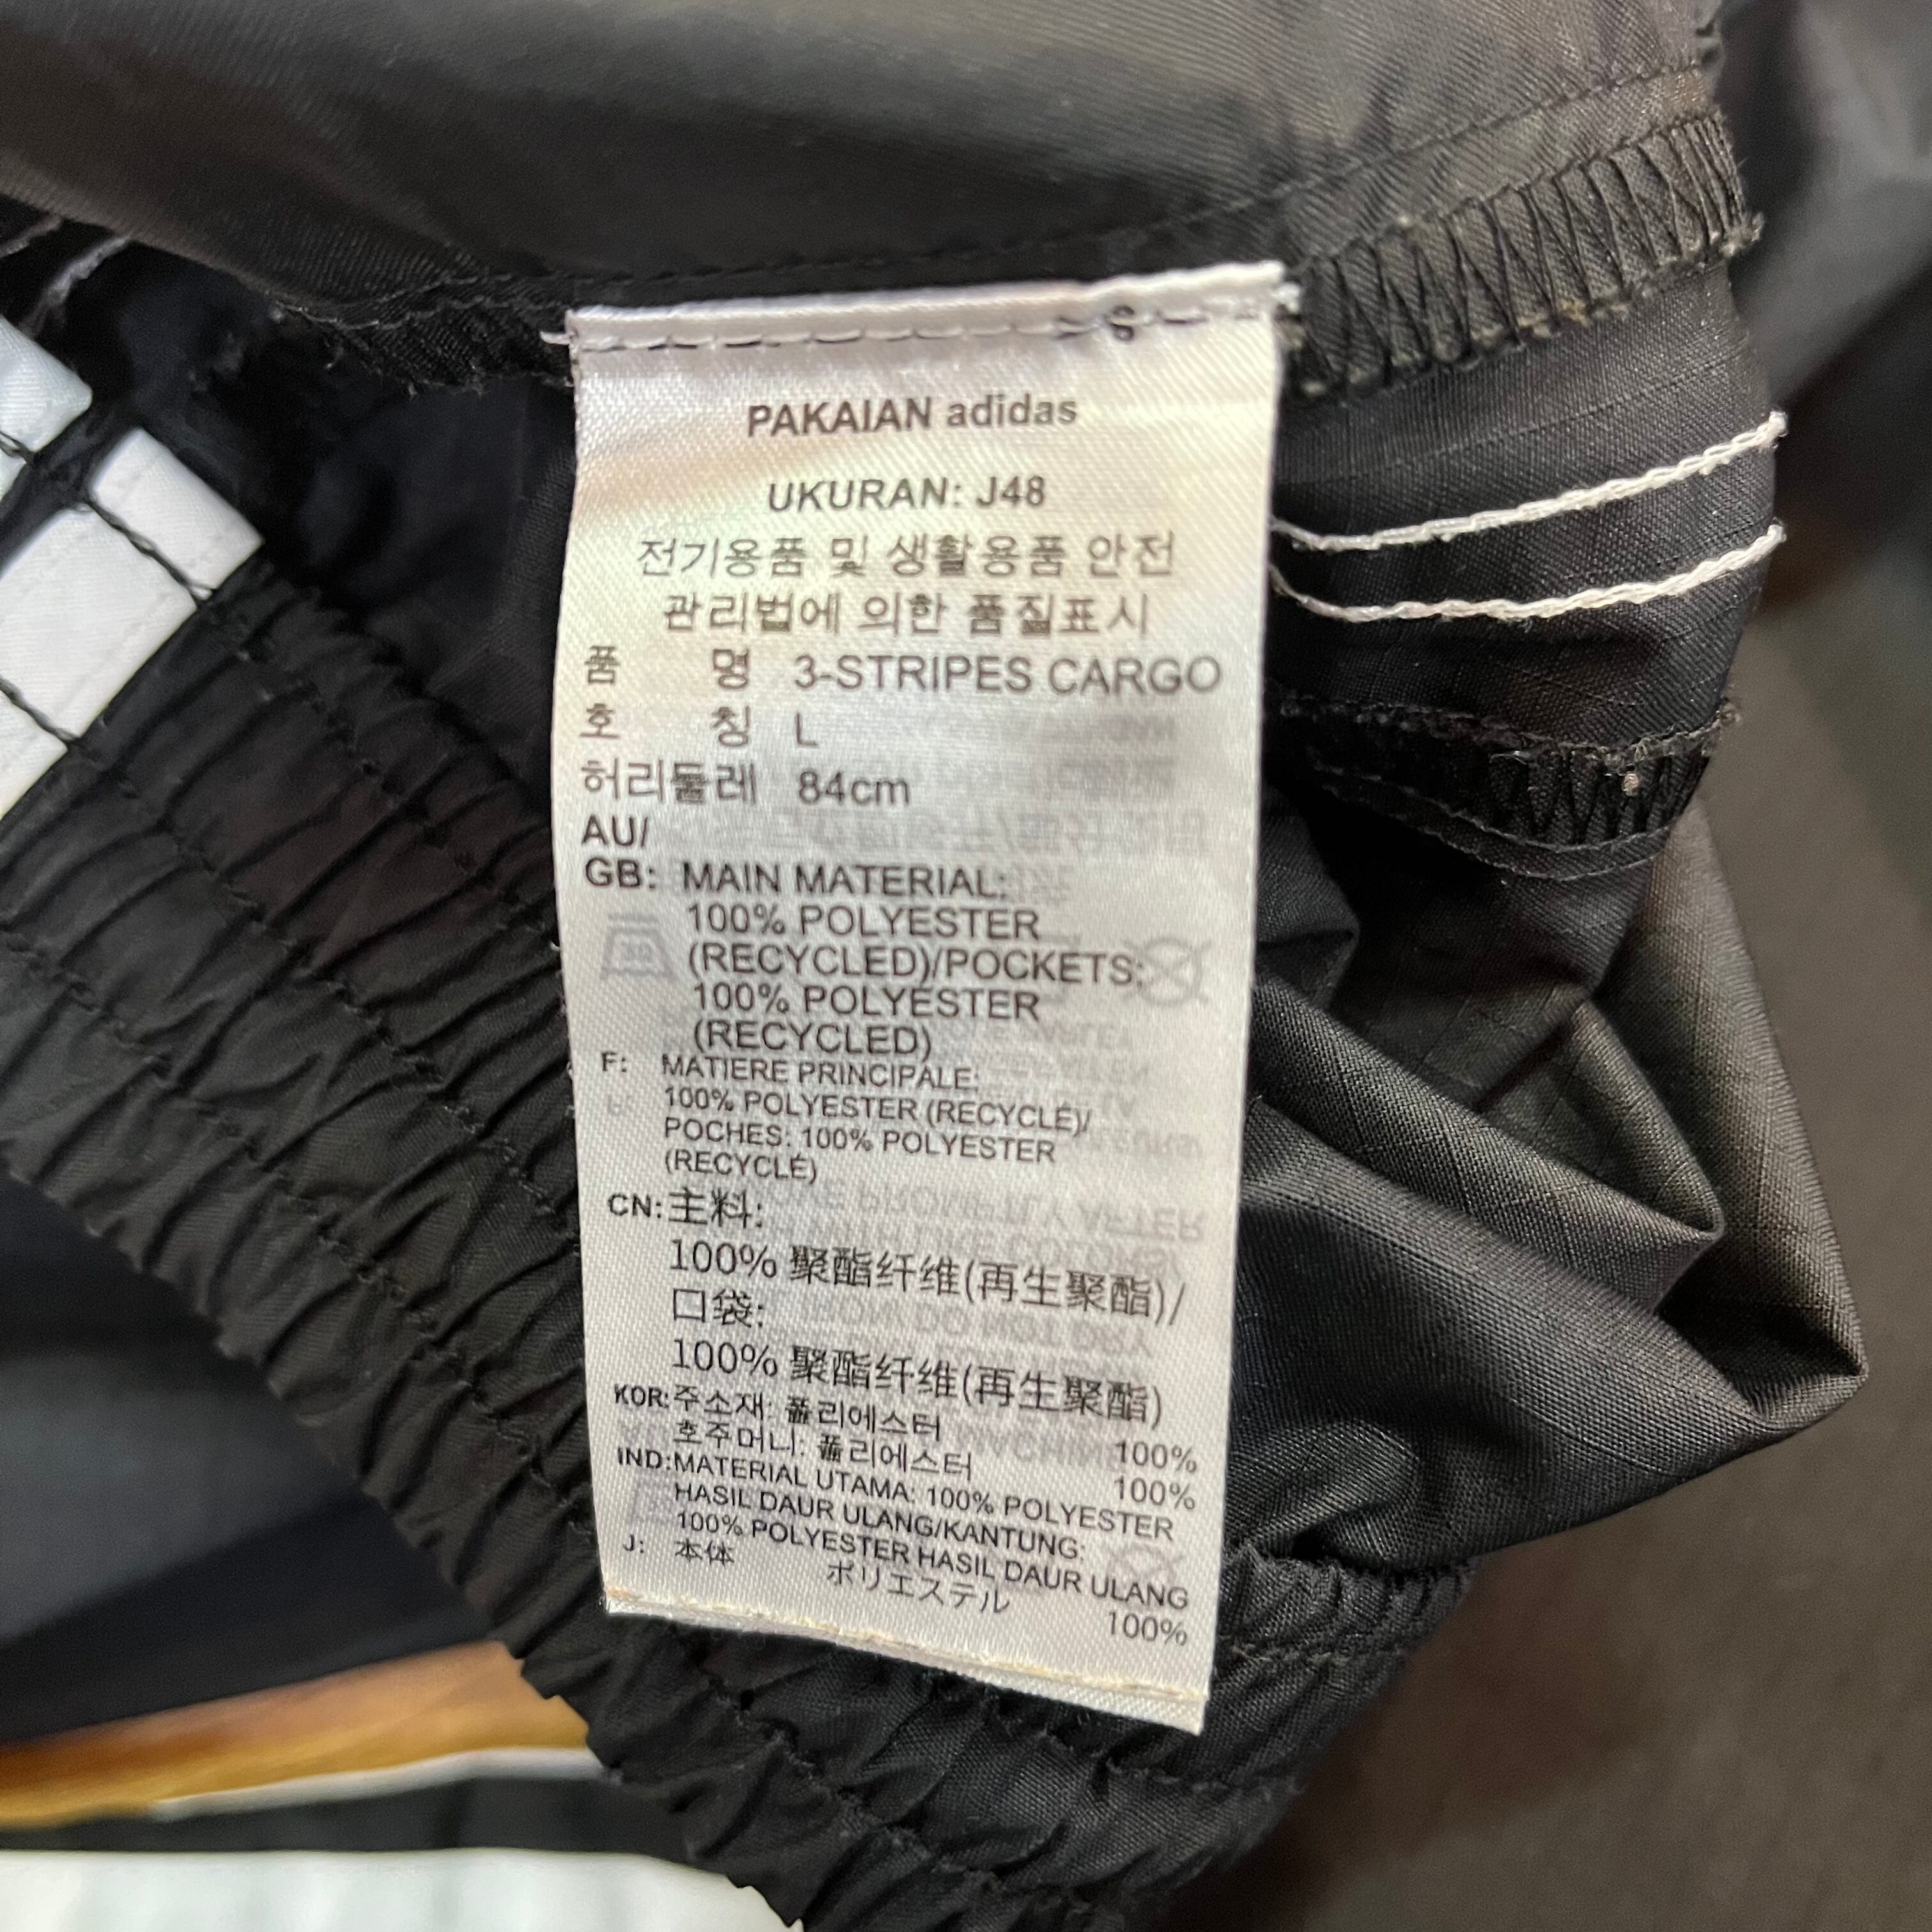 S
PAKAIAN adidas
UKURAN: J48
전기용품 및 생활용품 안전
관리법에 의한 품질표시
품 명 3-STRIPES CARGO
호 칭 L
허리둘레 84cm
AU/
GB: MAIN MATERIAL:
100% POLYESTER
(RECYCLED)/POCKETS:
100% POLYESTER
(RECYCLED)
F: MATIERE PRINCIPALE:
100% POLYESTER (RECYCLÉ)/
POCHES: 100% POLYESTER
(RECYCLÉ)
CN: 主料:
100% 聚酯纤维(再生聚酯)/
口袋:
100% 聚酯纤维(再生聚酯)
KOR: 주소재: 폴리에스터 100%
호주머니: 폴리에스터 100%
IND: MATERIAL UTAMA: 100% POLYESTER
HASIL DAUR ULANG/KANTUNG:
100% POLYESTER HASIL DAUR ULANG
J: 本体 ポリエステル 100%